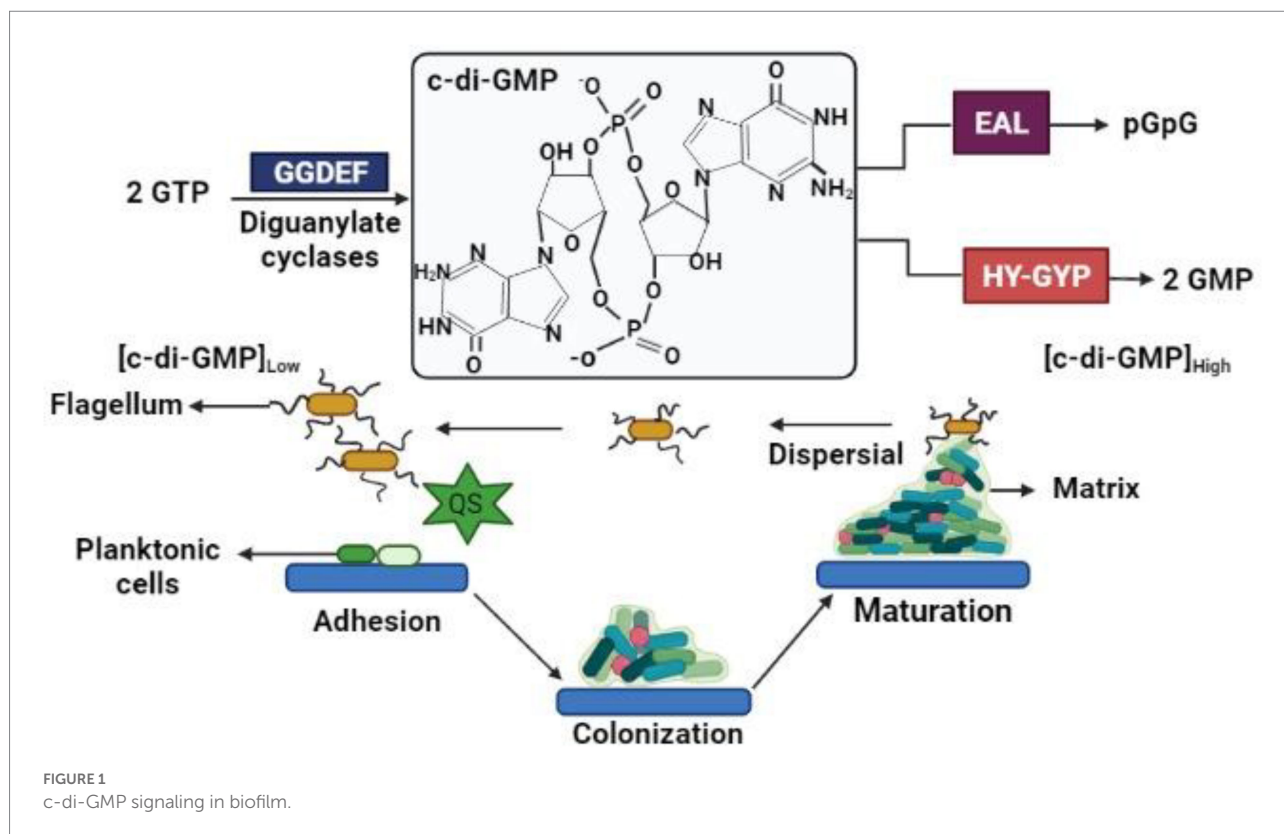 c-di-GMP
-O
O
P
O
OH
O
O
N
NH
N
N
NH2
O
OH
O
N
N
H2N
HN
N
O
O
O
P
-O
O
2 GTP
GGDEF
Diguanylate
cyclases
EAL
pGpG
HY-GYP
2 GMP
[c-di-GMP]Low
[c-di-GMP]High
Flagellum
Dispersial
QS
Matrix
Planktonic
cells
Adhesion
Colonization
Maturation
FIGURE 1
c-di-GMP signaling in biofilm.